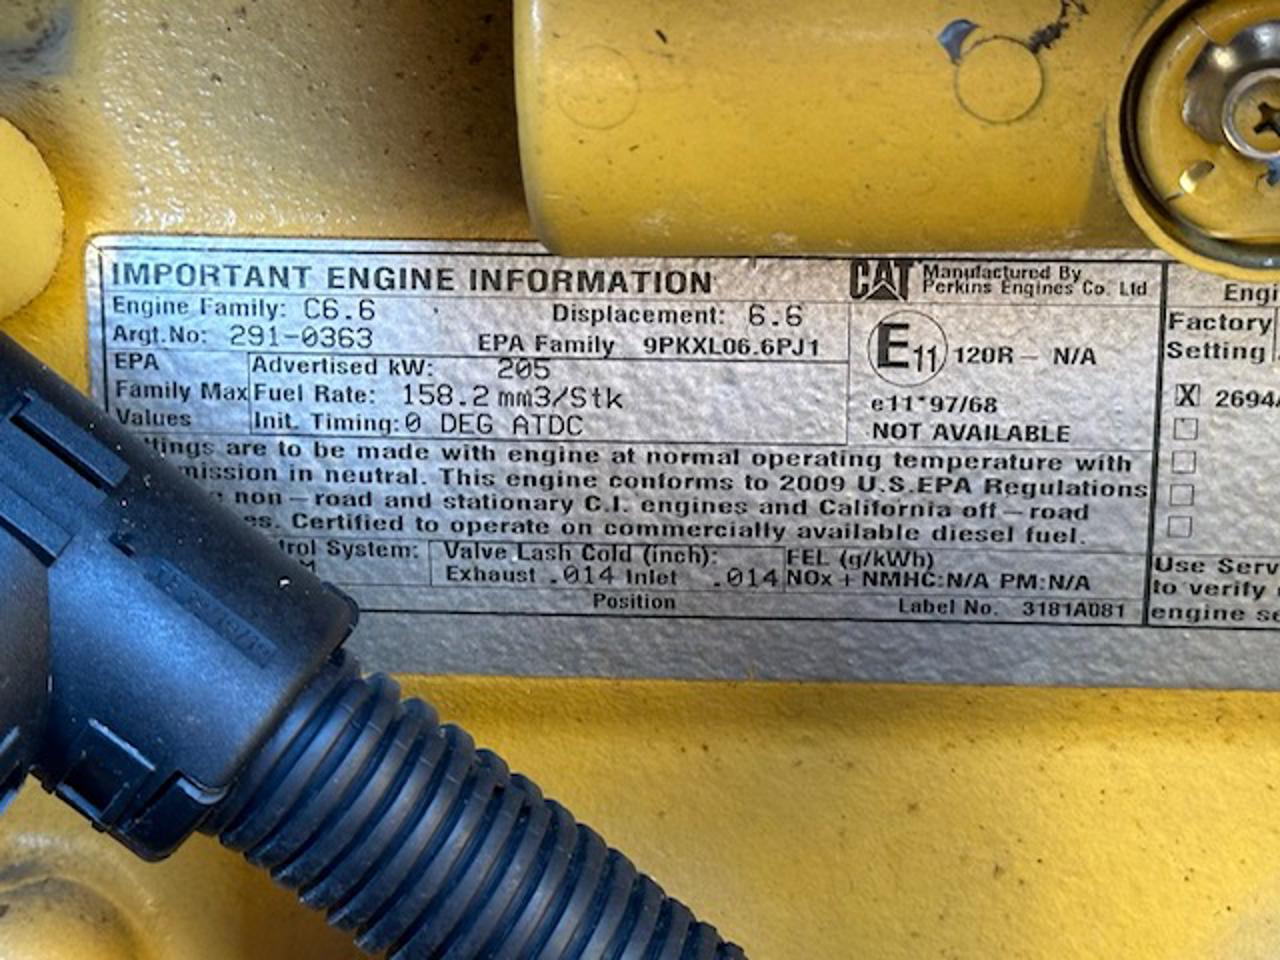 IMPORTANT ENGINE INFORMATION
Engine Family: C6.6 Displacement: 6.6
Argt.No: 291-0363 EPA Family 9PKXL06.6PJ1
EPA Advertised kW: 205
Family Max Fuel Rate: 158.2 mm3/Stk
Values Init. Timing: 0 DEG ATDC
CAT Manufactured By
Perkins Engines Co. Ltd
E11 120R - N/A
e11*97/68
NOT AVAILABLE
are to be made with engine at normal operating temperature with
in neutral. This engine conforms to 2009 U.S.EPA Regulations
non-road and stationary C.I. engines and California off-road
Certified to operate on commercially available diesel fuel.
System: Valve Lash Cold (inch): FEL (g/kWh)
Exhaust .014 Inlet .014 NOx + NMHC:N/A PM:N/A
Position Label No. 3181A081
Engi
Factory
Setting
X 2694A
Use Serv
to verify
engine se